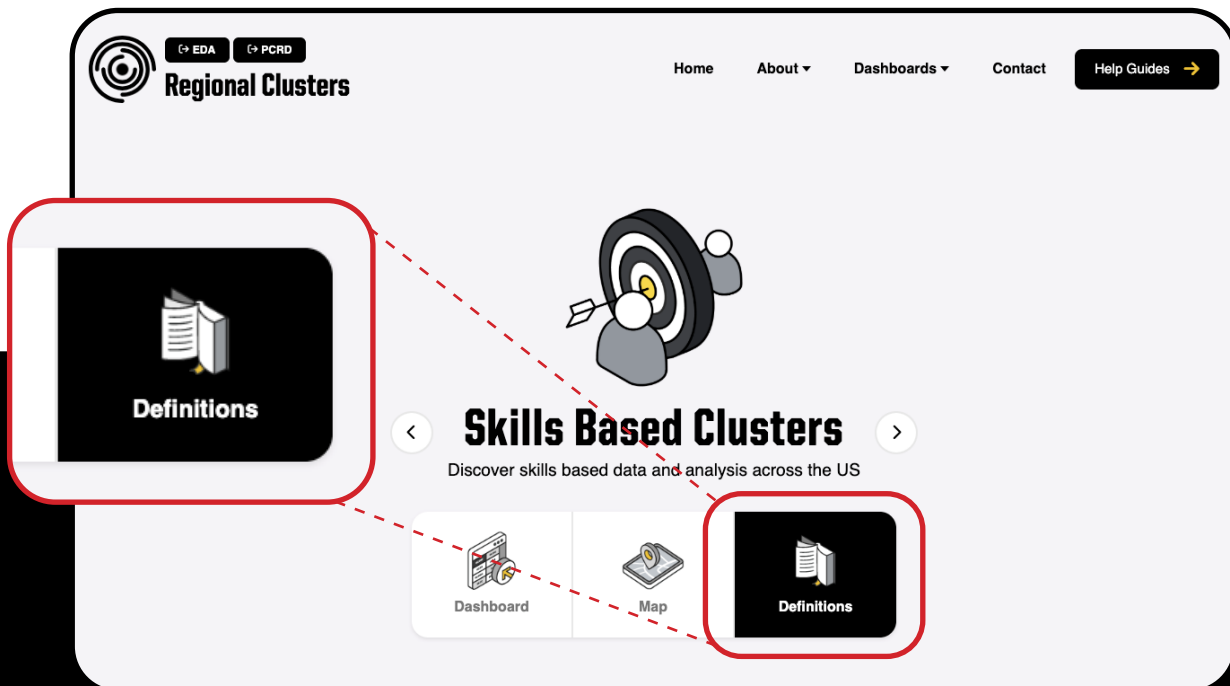 EDA PCRD
Regional Clusters
Home About Dashboards Contact Help Guides
Definitions
Skills Based Clusters
Discover skills based data and analysis across the US
Dashboard Map Definitions